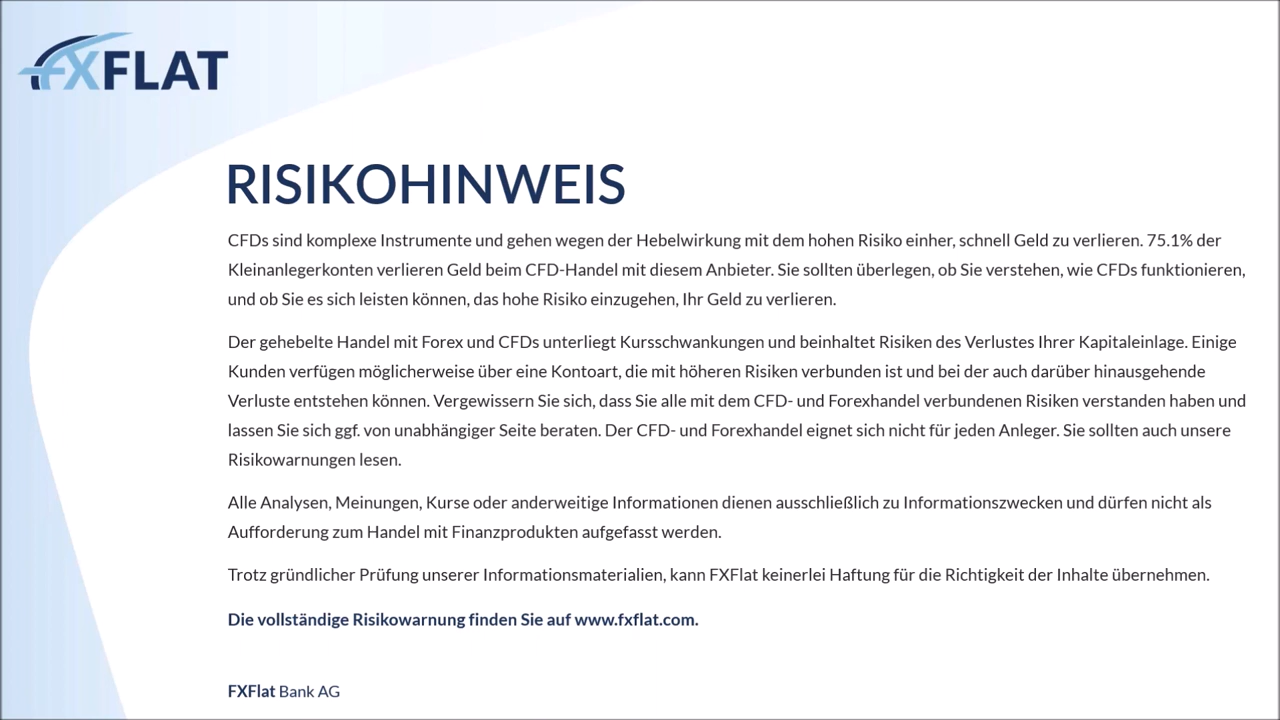 FXFLAT
RISIKOHINWEIS
CFDs sind komplexe Instrumente und gehen wegen der Hebelwirkung mit dem hohen Risiko einher, schnell Geld zu verlieren. 75.1% der
Kleinanlegerkonten verlieren Geld beim CFD-Handel mit diesem Anbieter. Sie sollten überlegen, ob Sie verstehen, wie CFDs funktionieren,
und ob Sie es sich leisten können, das hohe Risiko einzugehen, Ihr Geld zu verlieren.
Der gehebelte Handel mit Forex und CFDs unterliegt Kursschwankungen und beinhaltet Risiken des Verlustes Ihrer Kapitaleinlage. Einige
Kunden verfügen möglicherweise über eine Kontoart, die mit höheren Risiken verbunden ist und bei der auch darüber hinausgehende
Verluste entstehen können. Vergewissern Sie sich, dass Sie alle mit dem CFD- und Forexhandel verbundenen Risiken verstanden haben und
lassen Sie sich ggf. von unabhängiger Seite beraten. Der CFD- und Forexhandel eignet sich nicht für jeden Anleger. Sie sollten auch unsere
Risikowarnungen lesen.
Alle Analysen, Meinungen, Kurse oder anderweitige Informationen dienen ausschließlich zu Informationszwecken und dürfen nicht als
Aufforderung zum Handel mit Finanzprodukten aufgefasst werden.
Trotz gründlicher Prüfung unserer Informationsmaterialien, kann FXFlat keinerlei Haftung für die Richtigkeit der Inhalte übernehmen.
Die vollständige Risikowarnung finden Sie auf www.fxflat.com.
FXFlat Bank AG